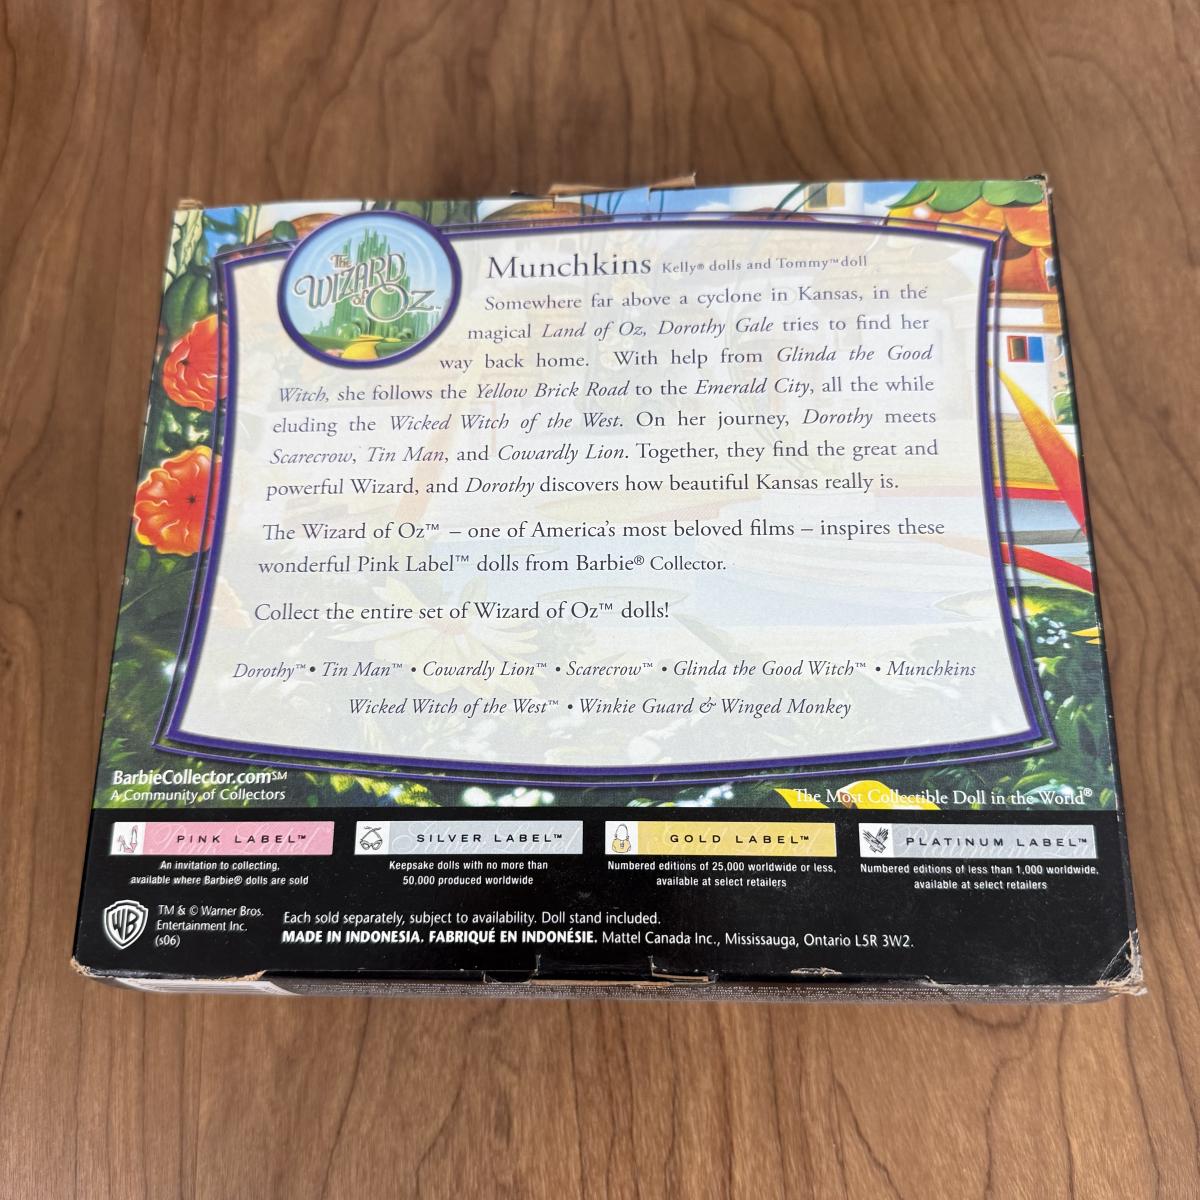 The
WIZARD
of OZ™
Munchkins Kelly® dolls and Tommy™ doll
Somewhere far above a cyclone in Kansas, in the
magical Land of Oz, Dorothy Gale tries to find her
way back home. With help from Glinda the Good
Witch, she follows the Yellow Brick Road to the Emerald City, all the while
eluding the Wicked Witch of the West. On her journey, Dorothy meets
Scarecrow, Tin Man, and Cowardly Lion. Together, they find the great and
powerful Wizard, and Dorothy discovers how beautiful Kansas really is.
The Wizard of Oz™ – one of America's most beloved films – inspires these
wonderful Pink Label™ dolls from Barbie® Collector.
Collect the entire set of Wizard of Oz™ dolls!
Dorothy™ • Tin Man™ • Cowardly Lion™ • Scarecrow™ • Glinda the Good Witch™ • Munchkins
Wicked Witch of the West™ • Winkie Guard & Winged Monkey
BarbieCollector.com℠
A Community of Collectors
The Most Collectible Doll in the World®
PINK LABEL™
An invitation to collecting,
available where Barbie® dolls are sold
SILVER LABEL™
Keepsake dolls with no more than
50,000 produced worldwide
GOLD LABEL™
Numbered editions of 25,000 worldwide or less,
available at select retailers
PLATINUM LABEL™
Numbered editions of less than 1,000 worldwide,
available at select retailers
WB
TM & © Warner Bros.
Entertainment Inc.
(s06)
Each sold separately, subject to availability. Doll stand included.
MADE IN INDONESIA. FABRIQUÉ EN INDONÉSIE. Mattel Canada Inc., Mississauga, Ontario L5R 3W2.